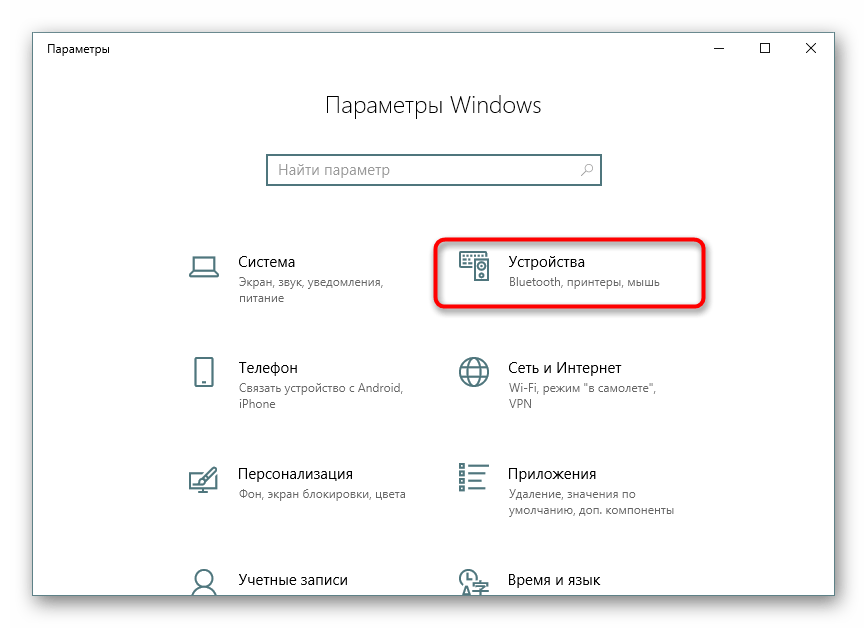 Параметры
Параметры Windows
Найти параметр
Система
Экран, звук, уведомления,
питание
Устройства
Bluetooth, принтеры, мышь
Телефон
Связать устройство с Android,
iPhone
Сеть и Интернет
Wi-Fi, режим "в самолете",
VPN
Персонализация
Фон, экран блокировки, цвета
Приложения
Удаление, значения по
умолчанию, доп. компоненты
Учетные записи
Время и язык